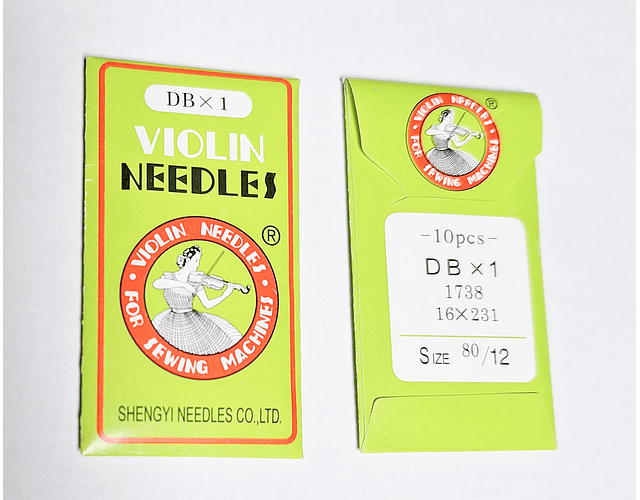 DB×1
VIOLIN
NEEDLES
®
· VIOLIN NEEDLES ·
FOR SEWING MACHINES
SHENGYI NEEDLES CO.,LTD.
· VIOLIN NEEDLES ·
®
FOR SEWING MACHINES
-10pcs-
DB×1
1738
16×231
SIZE 80/12